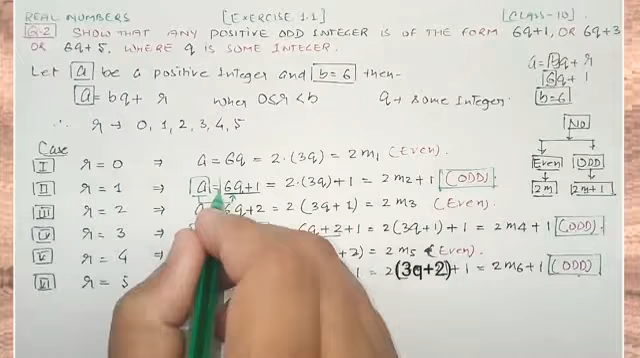 REAL NUMBERS [EXERCISE 1.1] [CLASS-10]
Q.2 SHOW THAT ANY POSITIVE ODD INTEGER IS OF THE FORM 6q+1, OR 6q+3
OR 6q+5, WHERE q IS SOME INTEGER.
a = bq + r
6q + 1
b=6
Let a be a positive Integer and b=6 then-
a = bq + r when 0≤r<b q→ some Integer.
∴ r → 0, 1, 2, 3, 4, 5
NO
Even ODD
2m 2m+1
Case
I r = 0 ⇒ a = 6q = 2·(3q) = 2m1 (Even)
II r = 1 ⇒ a = 6q+1 = 2·(3q)+1 = 2m2+1 (ODD)
III r = 2 ⇒ 6q+2 = 2(3q+1) = 2m3 (Even)
IV r = 3 ⇒ +2+1 = 2(3q+1)+1 = 2m4+1 (ODD)
V r = 4 ⇒ = 2m5 (Even)
VI r = 5 = 2(3q+2)+1 = 2m6+1 (ODD)